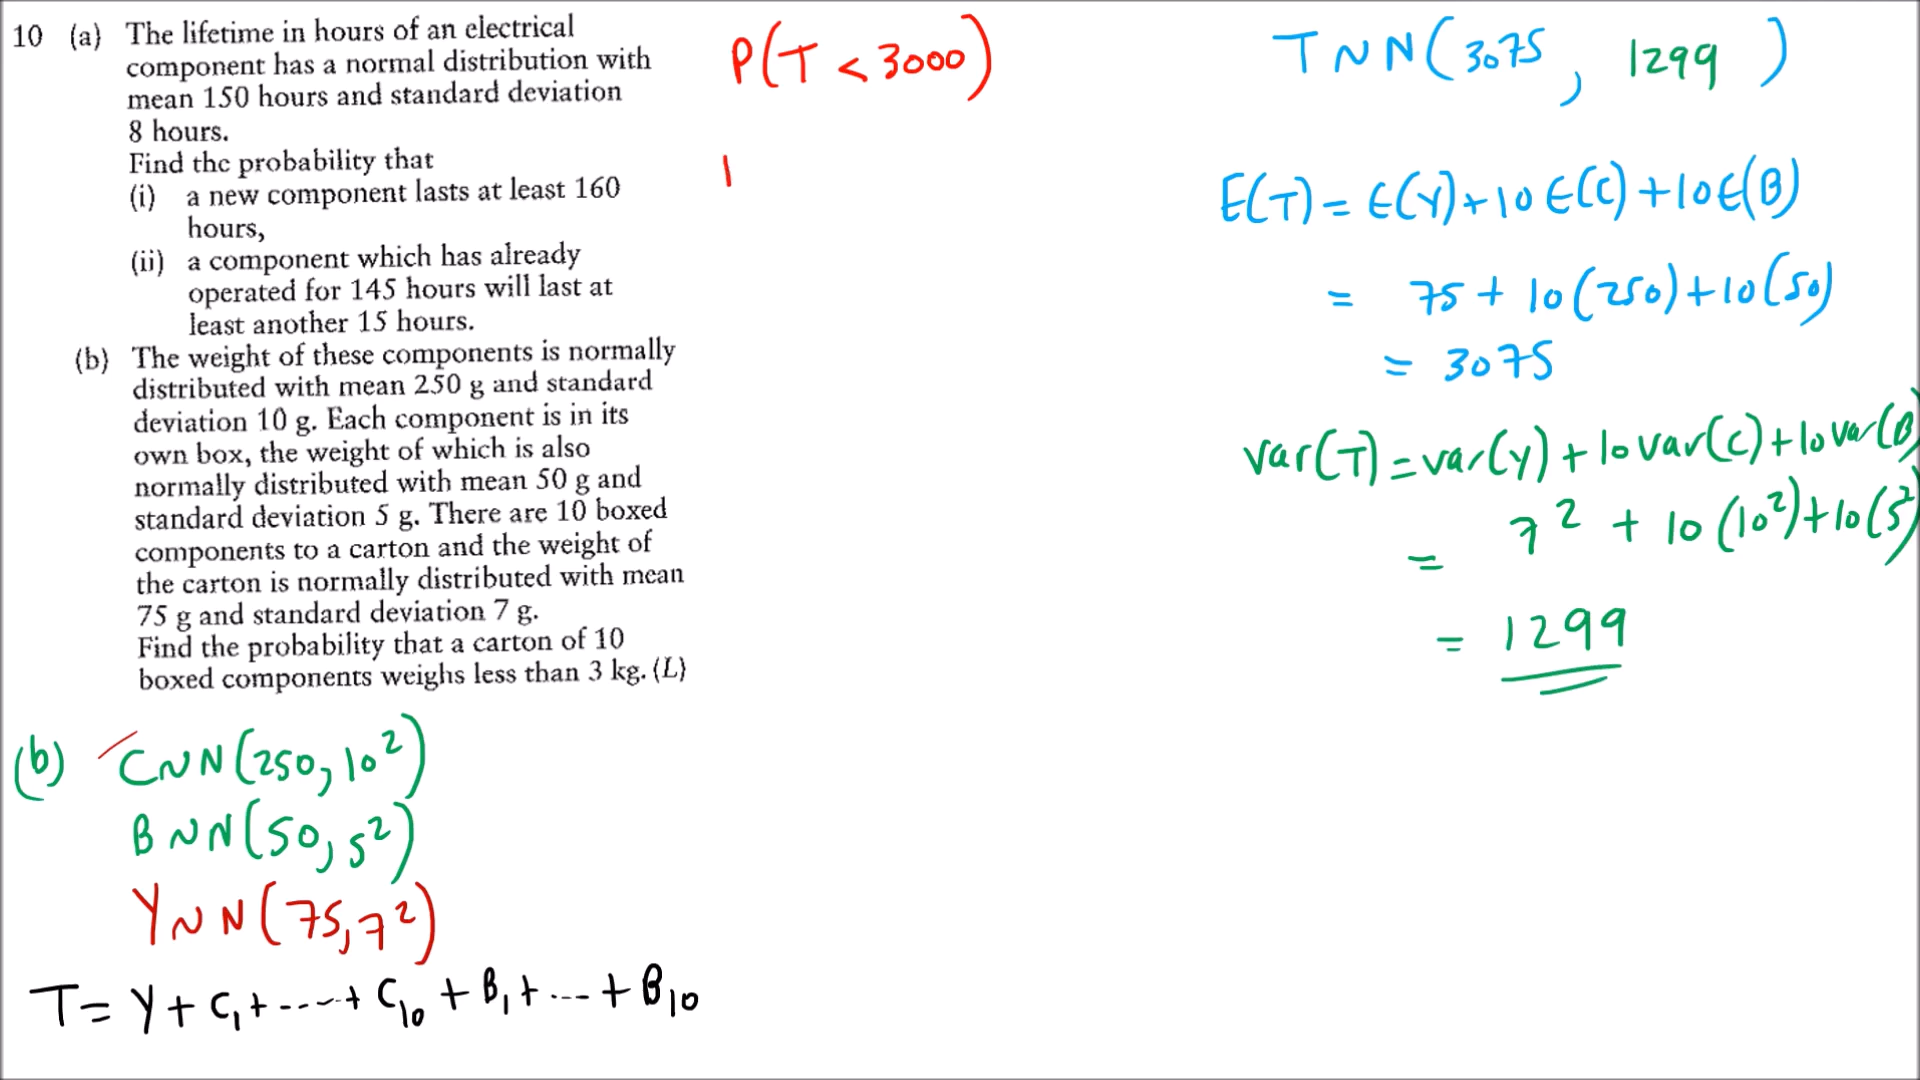 10 (a) The lifetime in hours of an electrical
component has a normal distribution with
mean 150 hours and standard deviation
8 hours.
Find the probability that
(i) a new component lasts at least 160
hours,
(ii) a component which has already
operated for 145 hours will last at
least another 15 hours.
(b) The weight of these components is normally
distributed with mean 250 g and standard
deviation 10 g. Each component is in its
own box, the weight of which is also
normally distributed with mean 50 g and
standard deviation 5 g. There are 10 boxed
components to a carton and the weight of
the carton is normally distributed with mean
75 g and standard deviation 7 g.
Find the probability that a carton of 10
boxed components weighs less than 3 kg. (L)
(b) C~N(250, 10²)
B~N(50, 5²)
Y~N(75, 7²)
T = Y + C₁ + ..... + C₁₀ + B₁ + .... + B₁₀
P(T < 3000)
T~N(3075, 1299)
E(T) = E(Y) + 10E(C) + 10E(B)
= 75 + 10(250) + 10(50)
= 3075
Var(T) = Var(Y) + 10Var(C) + 10Var(B)
= 7² + 10(10²) + 10(5²)
= 1299